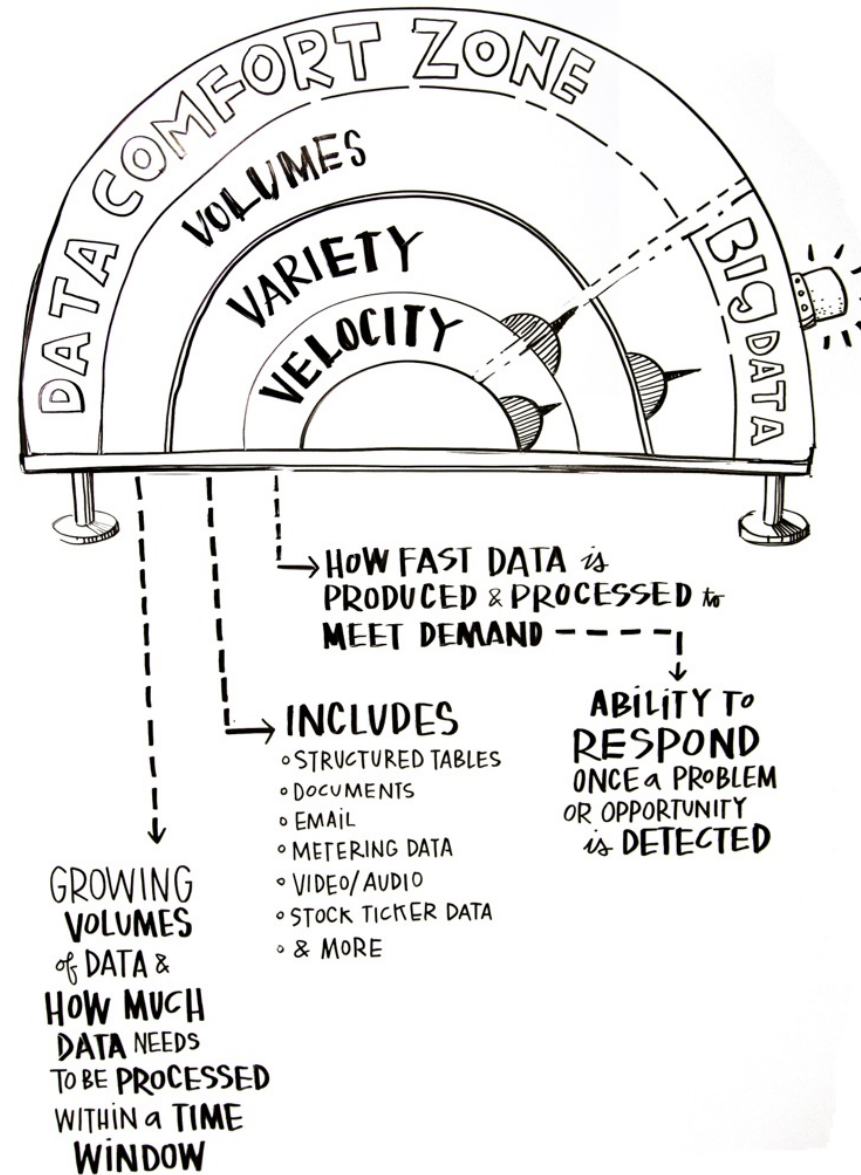 DATA COMFORT ZONE
BIG DATA
VOLUMES
VARIETY
VELOCITY
HOW FAST DATA is
PRODUCED & PROCESSED to
MEET DEMAND
ABILITY TO
RESPOND
ONCE a PROBLEM
OR OPPORTUNITY
is DETECTED
INCLUDES
◦ STRUCTURED TABLES
◦ DOCUMENTS
◦ EMAIL
◦ METERING DATA
◦ VIDEO/AUDIO
◦ STOCK TICKER DATA
◦ & MORE
GROWING
VOLUMES
of DATA &
HOW MUCH
DATA NEEDS
TO BE PROCESSED
WITHIN a TIME
WINDOW